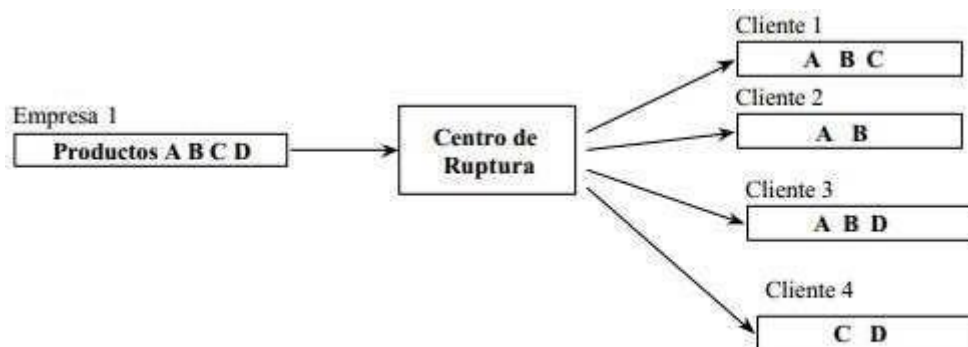 Empresa 1
Productos A B C D
Centro de
Ruptura
Cliente 1
A B C
Cliente 2
A B
Cliente 3
A B D
Cliente 4
C D